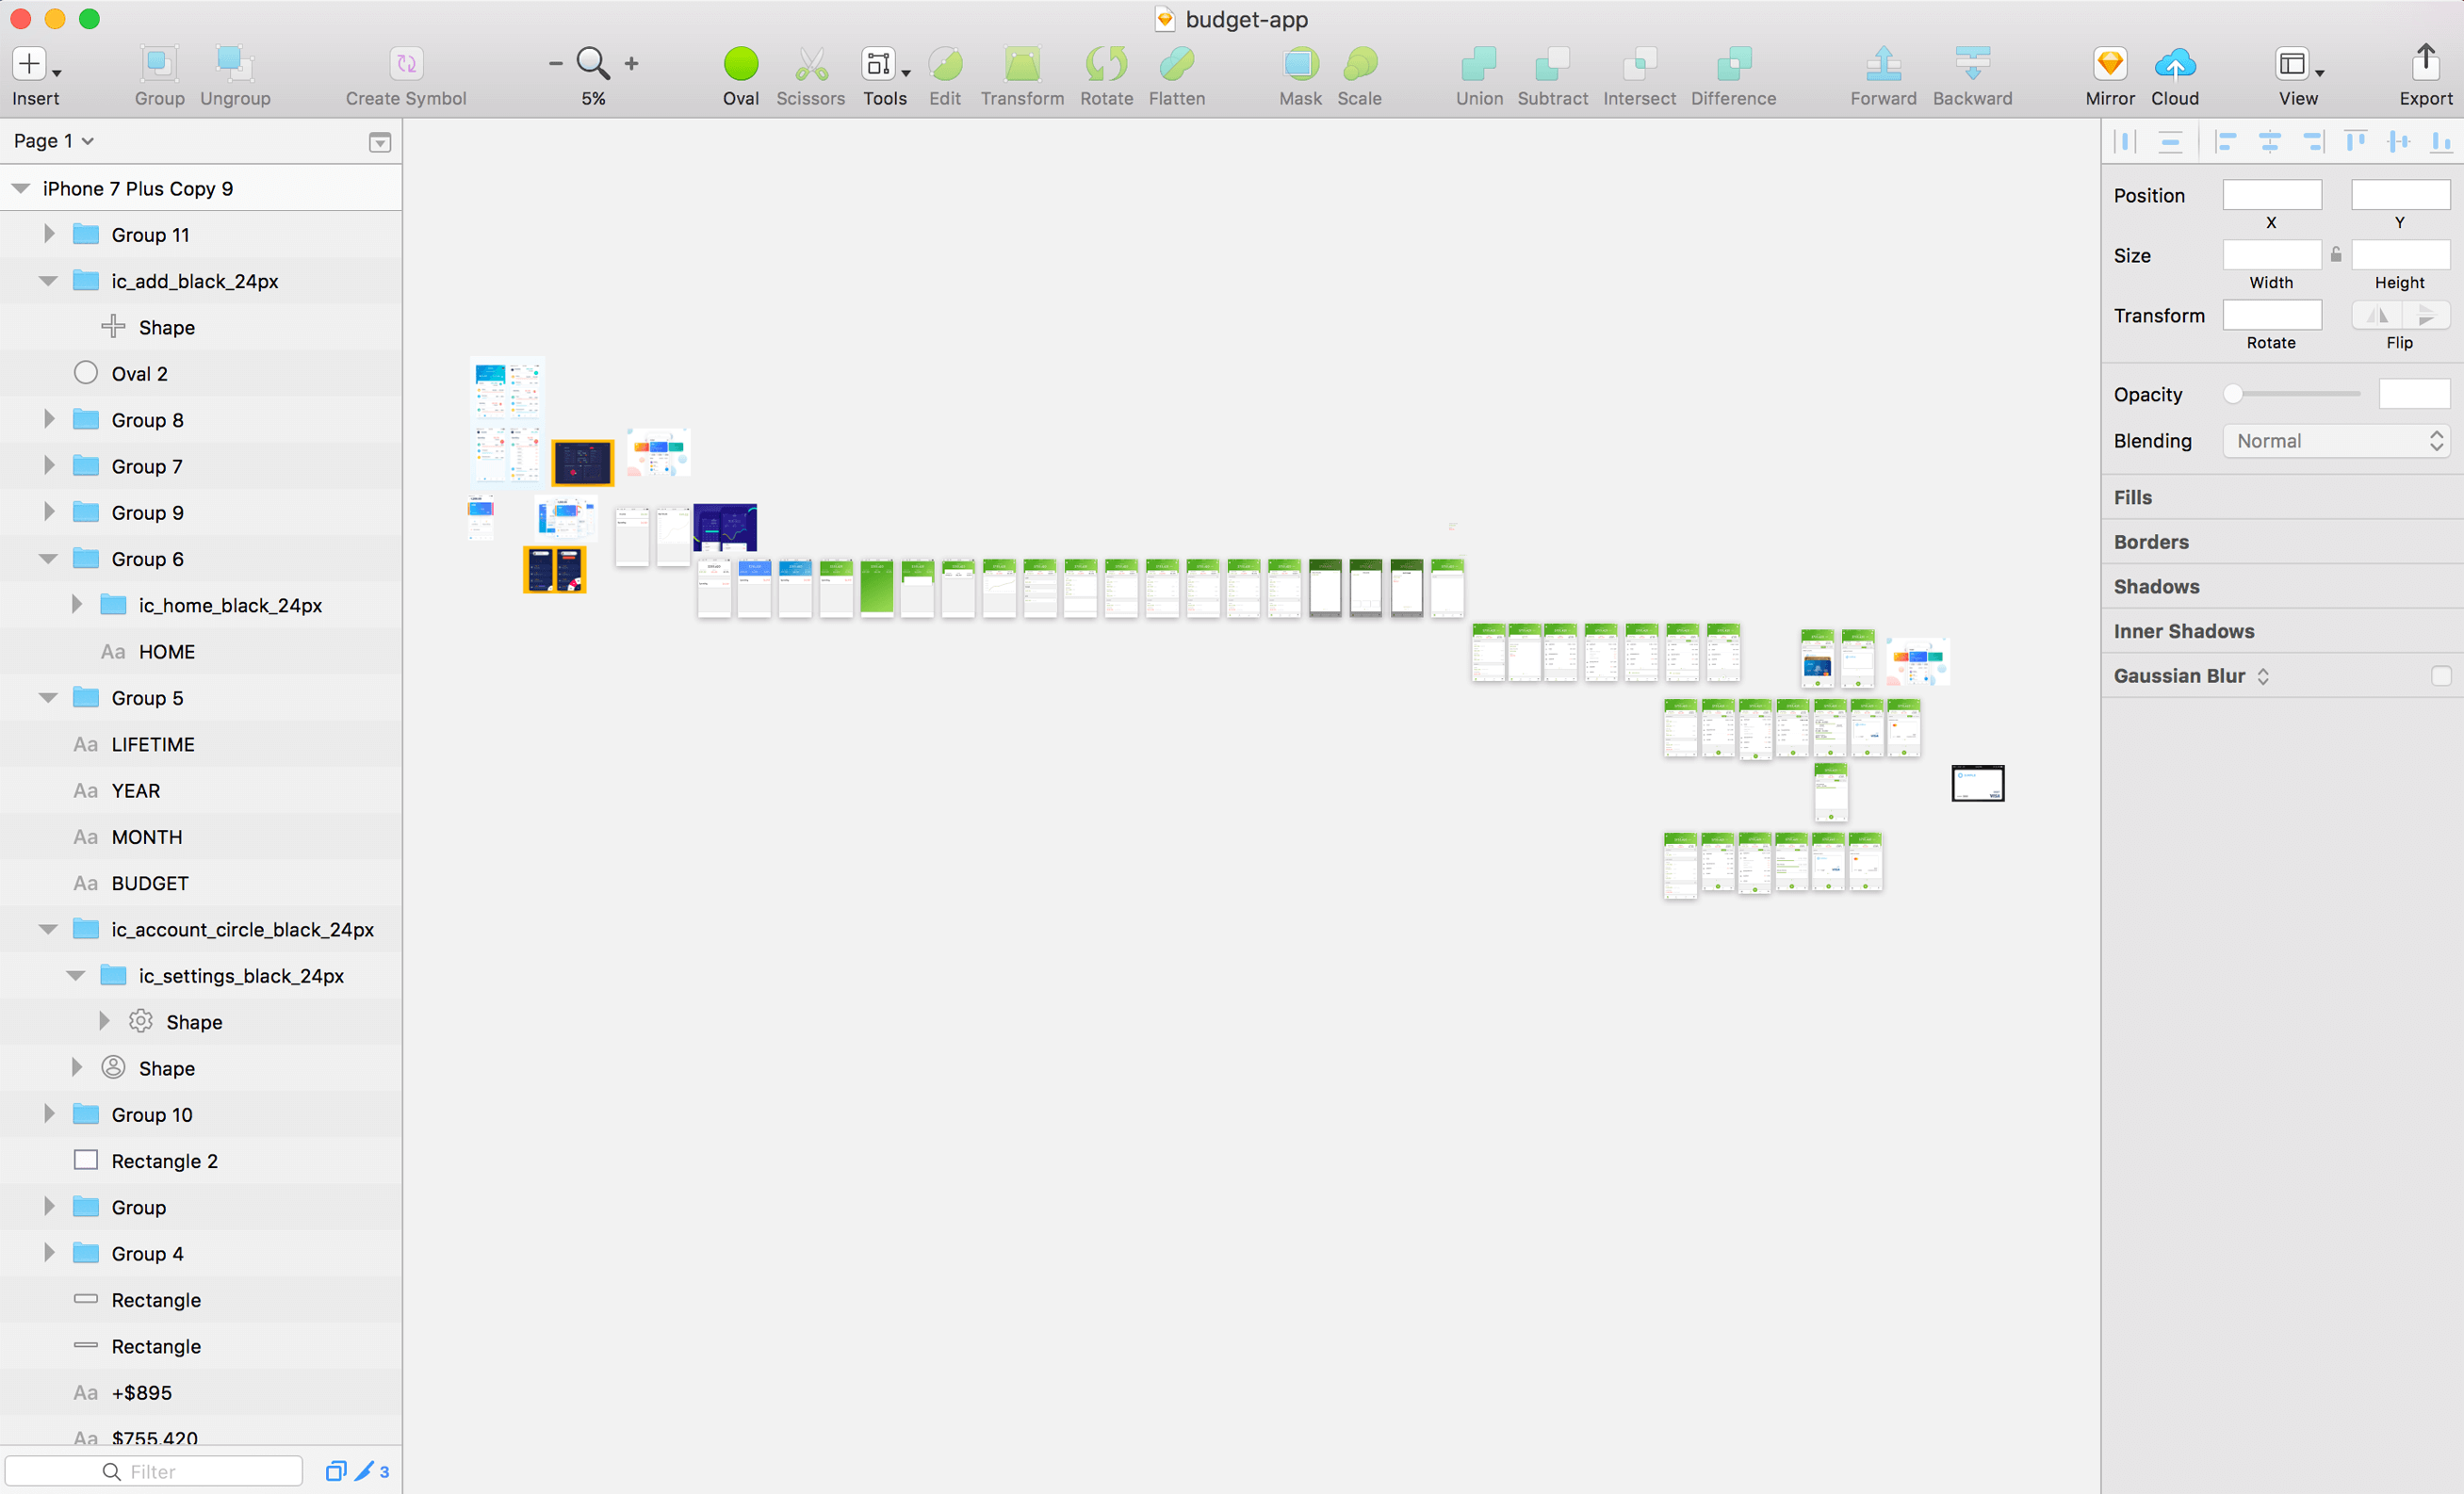 budget-app
Insert
Group
Ungroup
Create Symbol
5%
Oval
Scissors
Tools
Edit
Transform
Rotate
Flatten
Mask
Scale
Union
Subtract
Intersect
Difference
Forward
Backward
Mirror
Cloud
View
Export
Page 1
iPhone 7 Plus Copy 9
Group 11
ic_add_black_24px
Shape
Oval 2
Group 8
Group 7
Group 9
Group 6
ic_home_black_24px
Aa HOME
Group 5
Aa LIFETIME
Aa YEAR
Aa MONTH
Aa BUDGET
ic_account_circle_black_24px
ic_settings_black_24px
Shape
Shape
Group 10
Rectangle 2
Group
Group 4
Rectangle
Rectangle
Aa +$895
Aa $755,420
Filter
3
Position
X
Y
Size
Width
Height
Transform
Rotate
Flip
Opacity
Blending
Normal
Fills
Borders
Shadows
Inner Shadows
Gaussian Blur
VISA